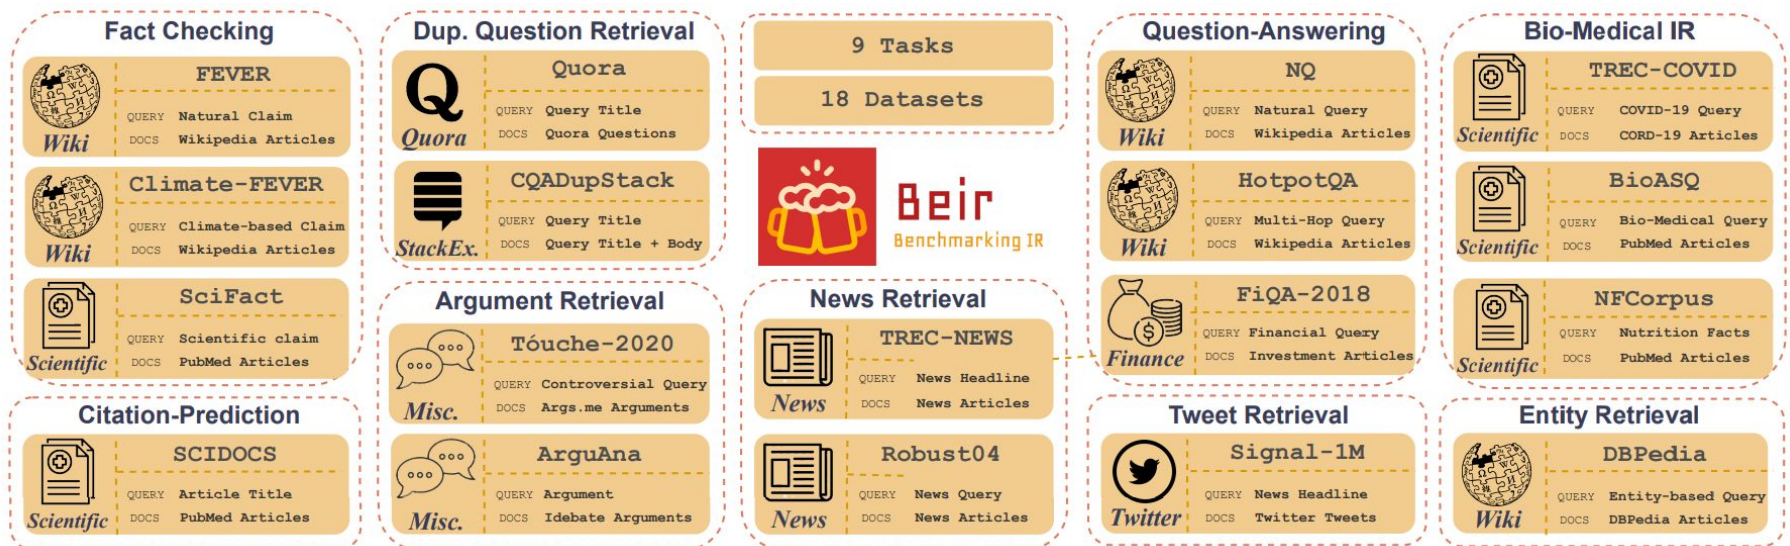 Fact Checking
FEVER
QUERY Natural Claim
DOCS Wikipedia Articles
Wiki
Climate-FEVER
QUERY Climate-based Claim
DOCS Wikipedia Articles
Wiki
SciFact
QUERY Scientific claim
DOCS PubMed Articles
Scientific
Citation-Prediction
SCIDOCS
QUERY Article Title
DOCS PubMed Articles
Scientific
Dup. Question Retrieval
Quora
QUERY Query Title
DOCS Quora Questions
Q
Quora
CQADupStack
QUERY Query Title
DOCS Query Title + Body
StackEx.
Argument Retrieval
Tóuche-2020
QUERY Controversial Query
DOCS Args.me Arguments
Misc.
ArguAna
QUERY Argument
DOCS Idebate Arguments
Misc.
9 Tasks
18 Datasets
Beir
Benchmarking IR
News Retrieval
TREC-NEWS
QUERY News Headline
DOCS News Articles
News
Robust04
QUERY News Query
DOCS News Articles
News
Question-Answering
NQ
QUERY Natural Query
DOCS Wikipedia Articles
Wiki
HotpotQA
QUERY Multi-Hop Query
DOCS Wikipedia Articles
Wiki
FiQA-2018
QUERY Financial Query
DOCS Investment Articles
Finance
Tweet Retrieval
Signal-1M
QUERY News Headline
DOCS Twitter Tweets
Twitter
Bio-Medical IR
TREC-COVID
QUERY COVID-19 Query
DOCS CORD-19 Articles
Scientific
BioASQ
QUERY Bio-Medical Query
DOCS PubMed Articles
Scientific
NFCorpus
QUERY Nutrition Facts
DOCS PubMed Articles
Scientific
Entity Retrieval
DBPedia
QUERY Entity-based Query
DOCS DBPedia Articles
Wiki